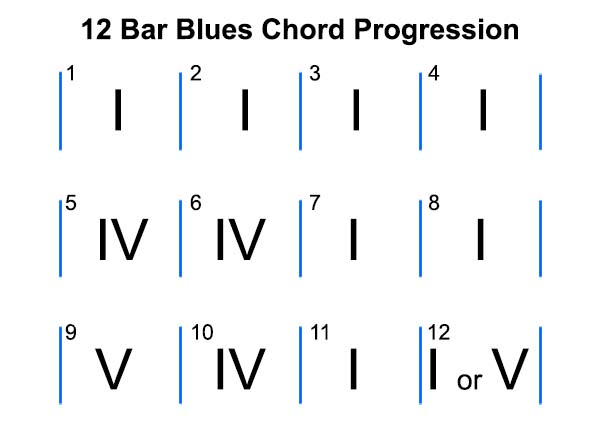 12 Bar Blues Chord Progression
1 I 2 I 3 I 4 I
5 IV 6 IV 7 I 8 I
9 V 10 IV 11 I 12 I or V